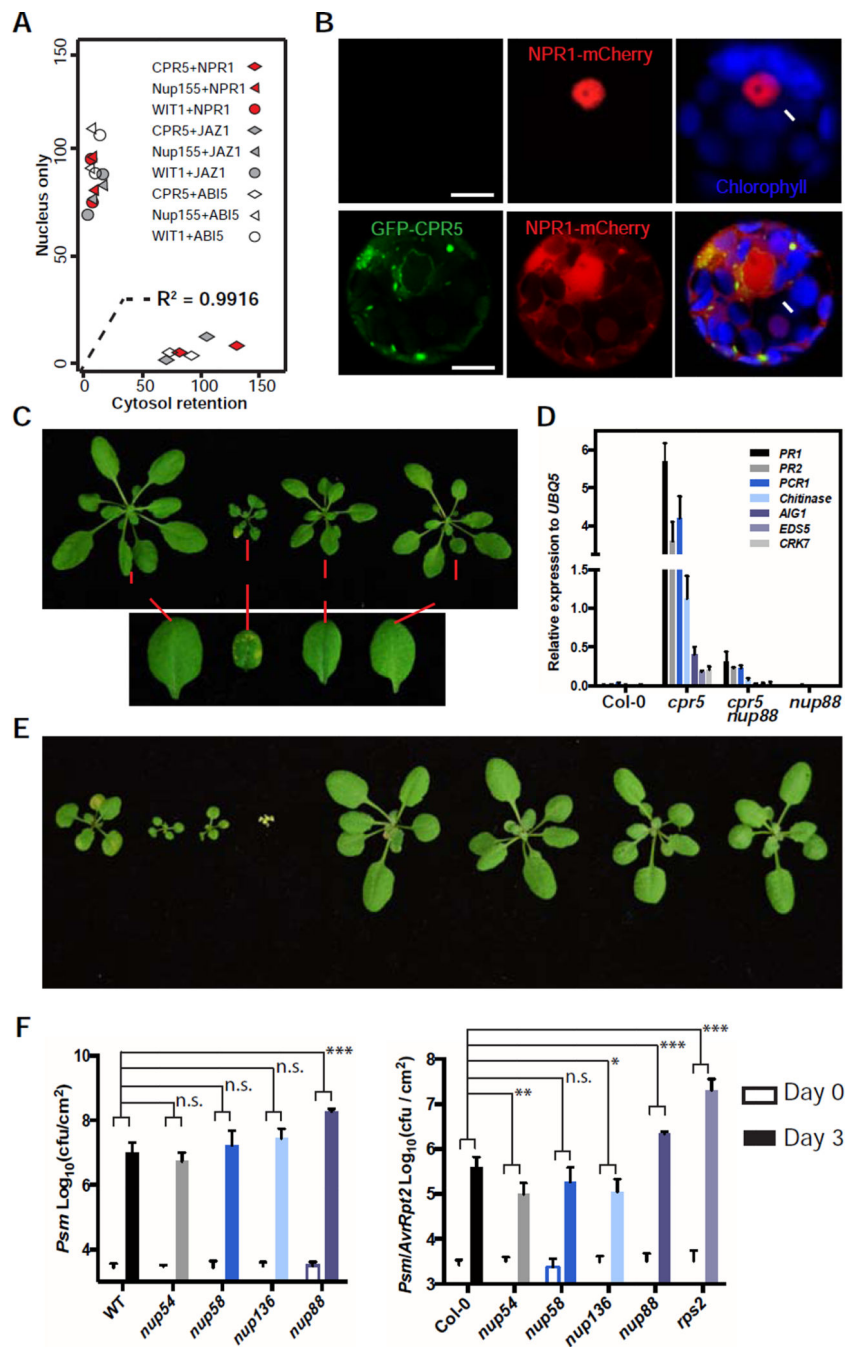 A
Nucleus only
150
100
50
0
CPR5+NPR1
Nup155+NPR1
WIT1+NPR1
CPR5+JAZ1
Nup155+JAZ1
WIT1+JAZ1
CPR5+ABI5
Nup155+ABI5
WIT1+ABI5
R² = 0.9916
0 50 100 150
Cytosol retention
B
NPR1-mCherry
Chlorophyll
GFP-CPR5
NPR1-mCherry
C
D
Relative expression to UBQ5
6
4
2
1.5
1.0
0.5
0.0
PR1
PR2
PCR1
Chitinase
AIG1
EDS5
CRK7
Col-0 cpr5 cpr5 nup88
nup88
E
F
Psm Log10(cfu/cm²)
10
8
6
4
n.s.
n.s.
n.s.
***
WT nup54 nup58 nup136 nup88
Psm/AvrRpt2 Log10(cfu / cm²)
8
7
6
5
4
3
**
n.s.
*
***
***
Col-0 nup54 nup58 nup136 nup88 rps2
Day 0
Day 3